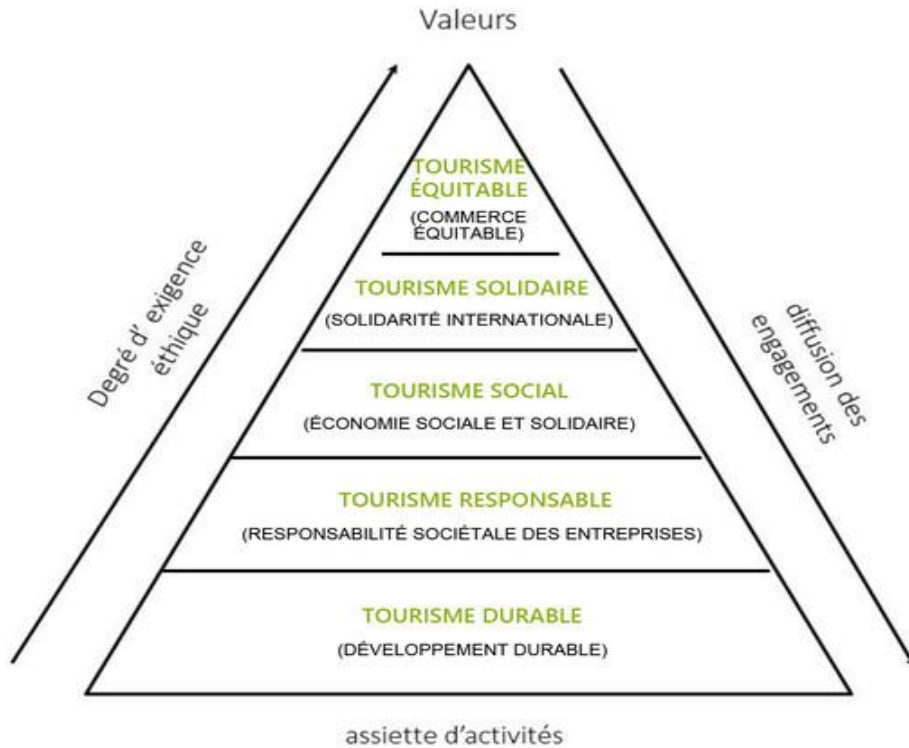 Valeurs
TOURISME
ÉQUITABLE
(COMMERCE
ÉQUITABLE)
TOURISME SOLIDAIRE
(SOLIDARITÉ INTERNATIONALE)
TOURISME SOCIAL
(ÉCONOMIE SOCIALE ET SOLIDAIRE)
TOURISME RESPONSABLE
(RESPONSABILITÉ SOCIÉTALE DES ENTREPRISES)
TOURISME DURABLE
(DÉVELOPPEMENT DURABLE)
Degré d' exigence
éthique
diffusion des
engagements
assiette d'activités